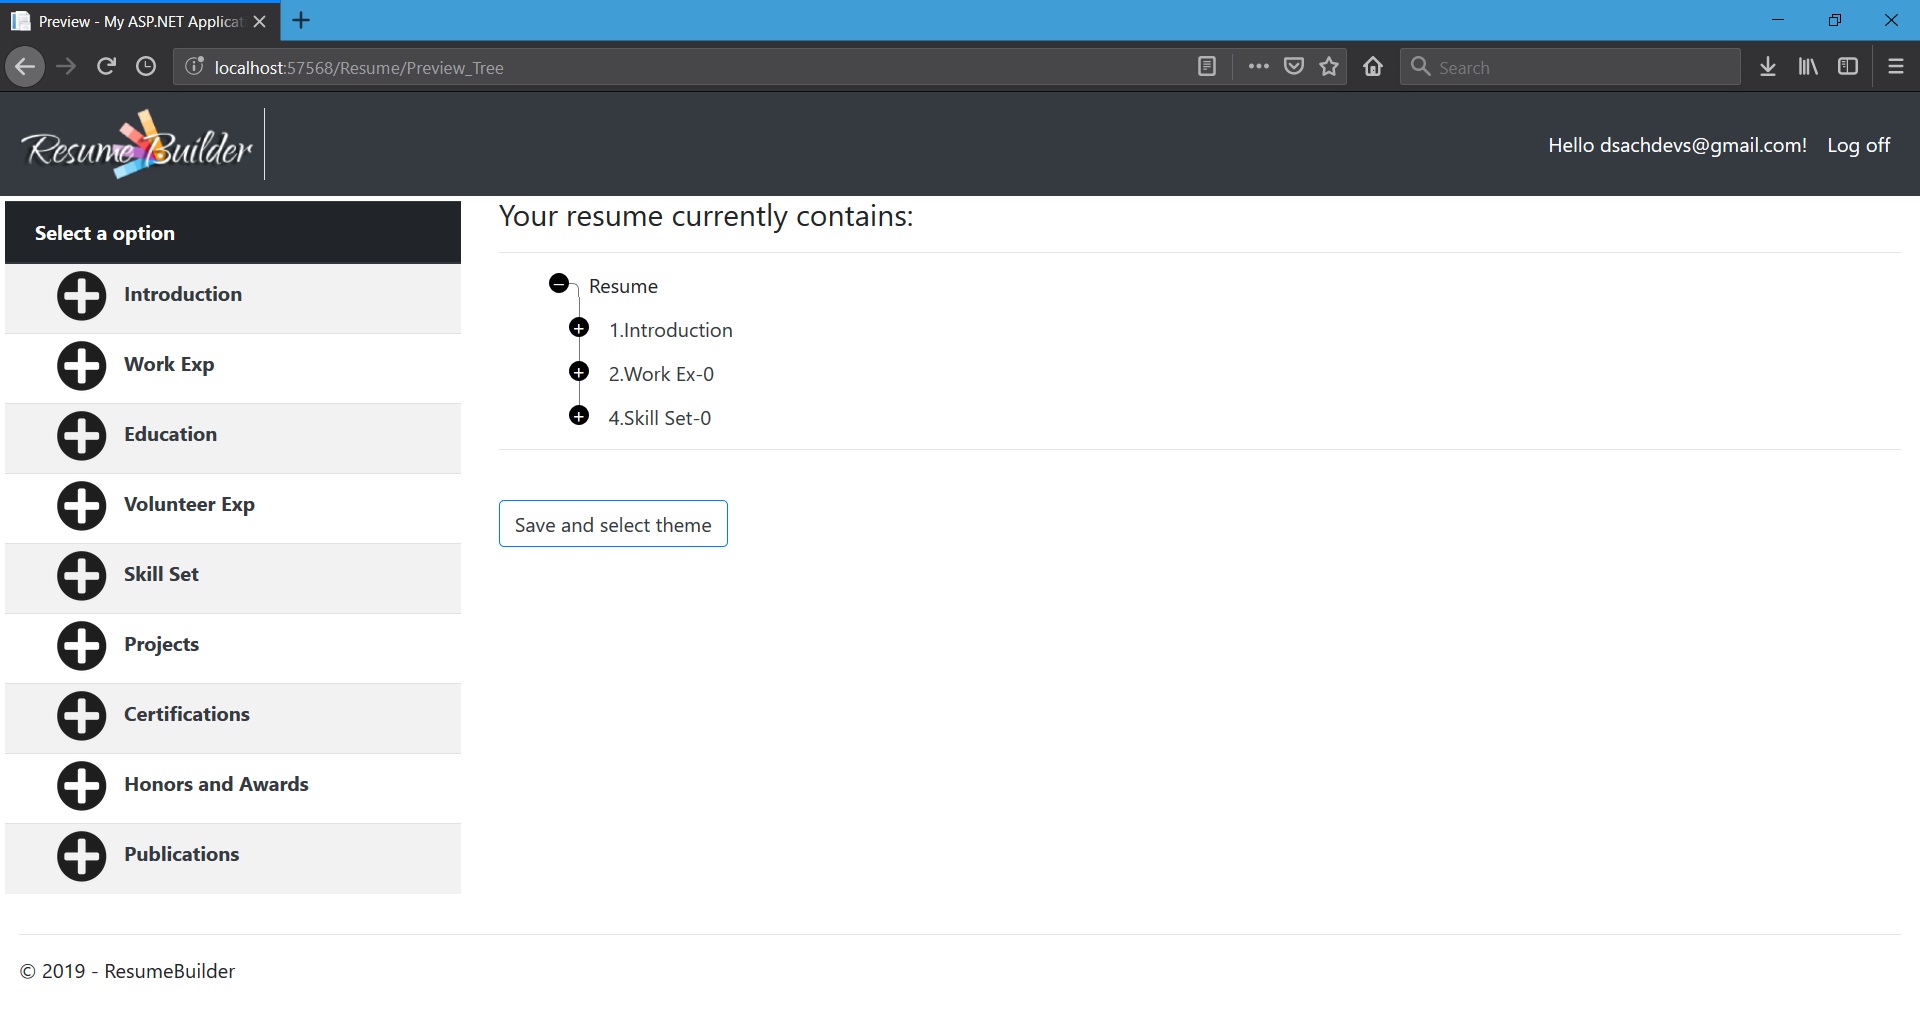 Preview - My ASP.NET Applicat
localhost:57568/Resume/Preview_Tree
Search
Resume Builder
Hello dsachdevs@gmail.com! Log off
Select a option
Introduction
Work Exp
Education
Volunteer Exp
Skill Set
Projects
Certifications
Honors and Awards
Publications
Your resume currently contains:
Resume
1.Introduction
2.Work Ex-0
4.Skill Set-0
Save and select theme
© 2019 - ResumeBuilder